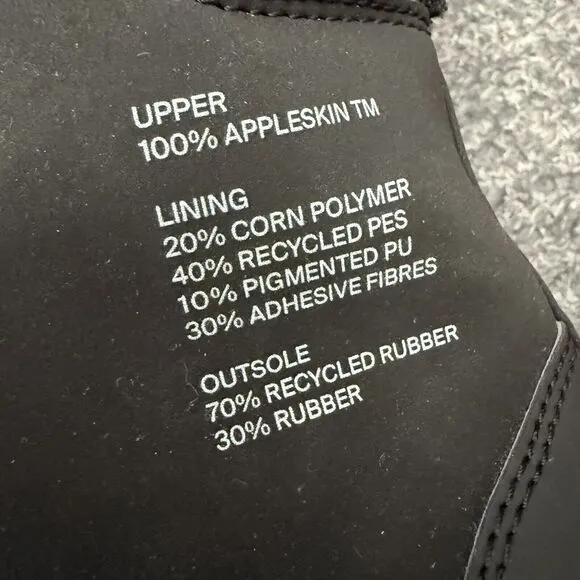 UPPER
100% APPLESKIN TM
LINING
20% CORN POLYMER
40% RECYCLED PES
10% PIGMENTED PU
30% ADHESIVE FIBRES
OUTSOLE
70% RECYCLED RUBBER
30% RUBBER